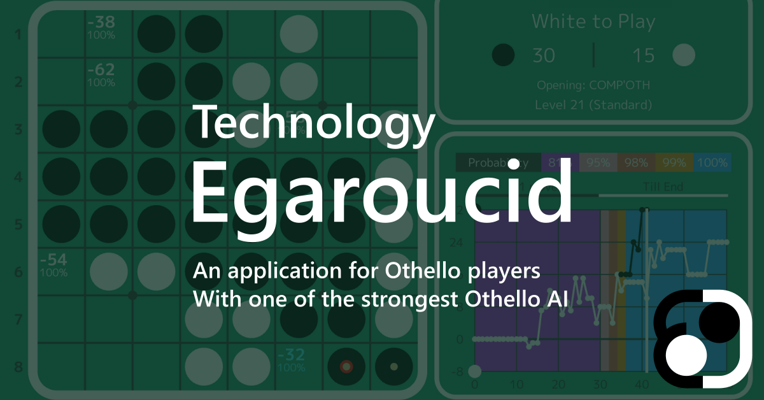 Technology
Egaroucid
An application for Othello players
With one of the strongest Othello AI
White to Play
30 15
Opening: COMP'OTH
Level 21 (Standard)
95% 98% 99% 100%
Till End
24
0
-8
0 10 20 30 40
1
2
3
4
5
6
7
8
-38
100%
-62
100%
-54
100%
-32
100%